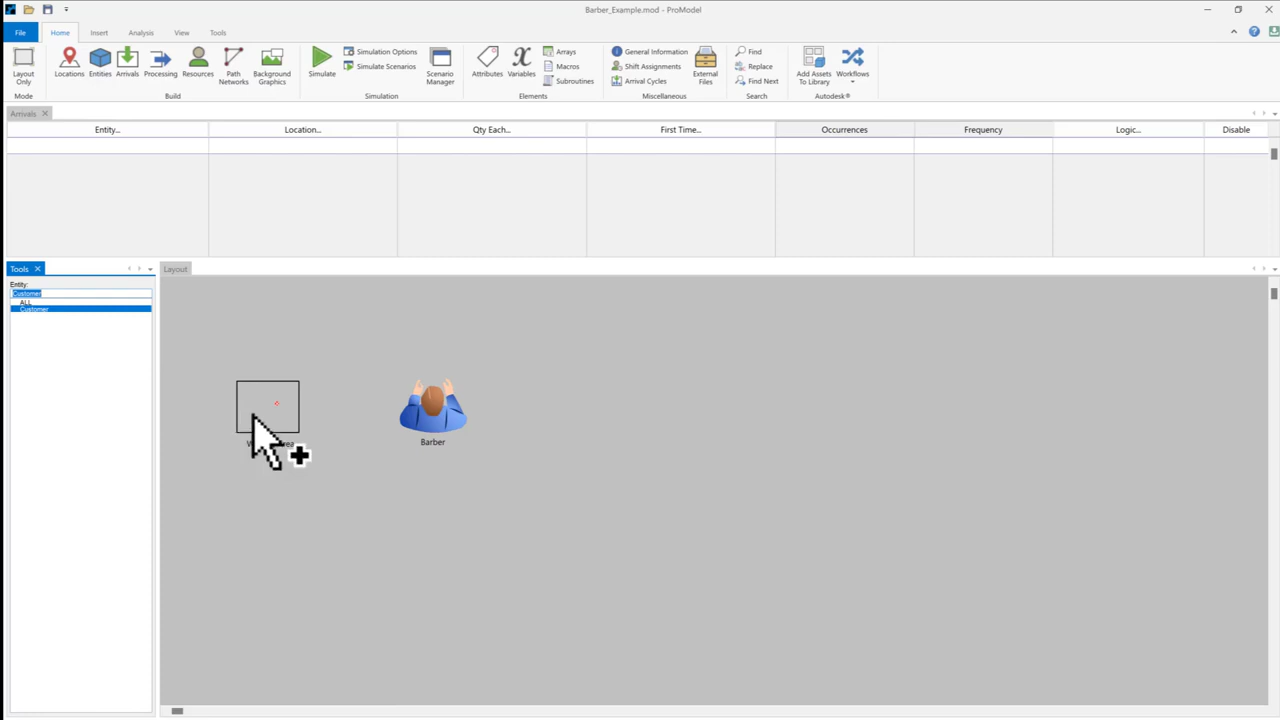 Barber_Example.mod - ProModel
File Home Insert Analysis View Tools
Layout Only
Locations
Entities
Arrivals
Processing
Resources
Path Networks
Background Graphics
Simulate
Simulation Options
Simulate Scenarios
Scenario Manager
Attributes
Variables
Arrays
Macros
Subroutines
General Information
Shift Assignments
Arrival Cycles
External Files
Find
Replace
Find Next
Add Assets To Library
Workflows
Mode Build Simulation Elements Miscellaneous Search Autodesk®
Arrivals
Entity... Location... Qty Each... First Time... Occurrences Frequency Logic... Disable
Tools
Layout
Entity:
Customer
ALL
Customer
Barber